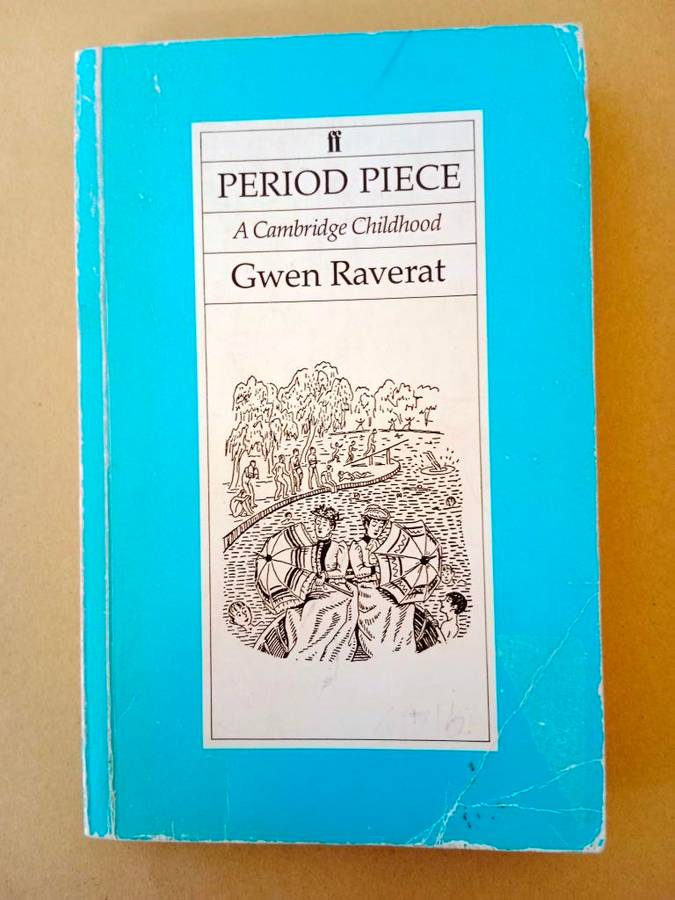 ff
PERIOD PIECE
A Cambridge Childhood
Gwen Raverat